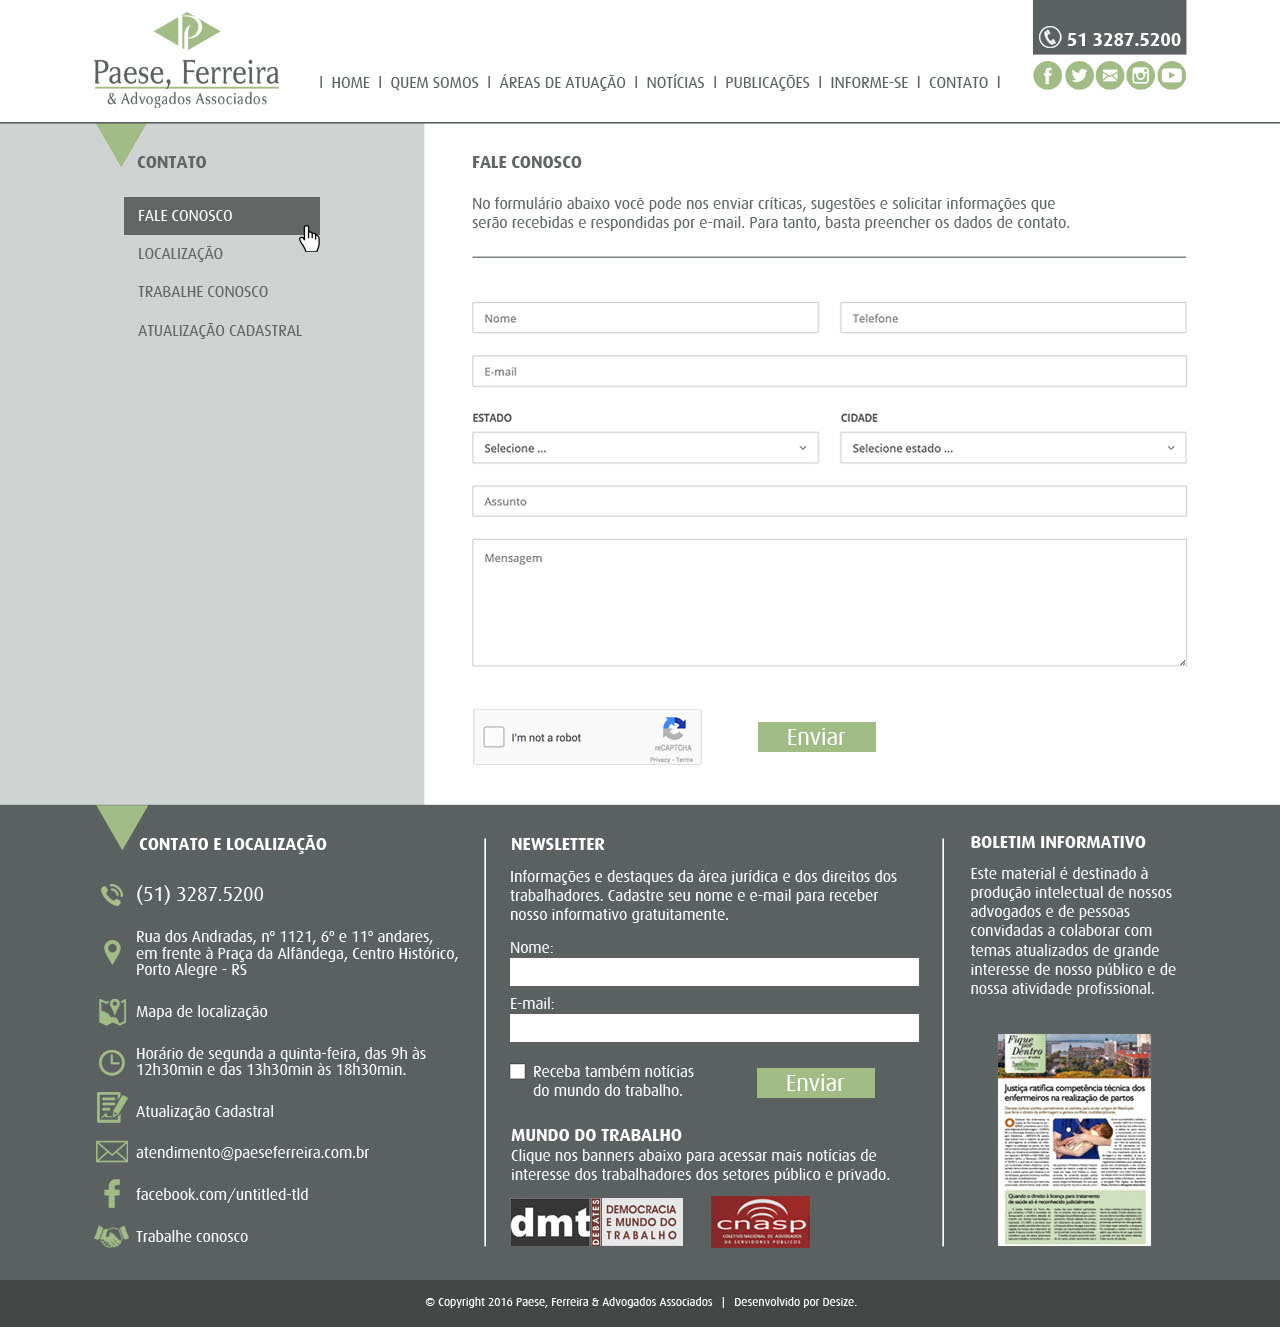 Paese, Ferreira
& Advogados Associados
HOME | QUEM SOMOS | ÁREAS DE ATUAÇÃO | NOTÍCIAS | PUBLICAÇÕES | INFORME-SE | CONTATO
51 3287.5200
CONTATO
FALE CONOSCO
LOCALIZAÇÃO
TRABALHE CONOSCO
ATUALIZAÇÃO CADASTRAL
FALE CONOSCO
No formulário abaixo você pode nos enviar críticas, sugestões e solicitar informações que
serão recebidas e respondidas por e-mail. Para tanto, basta preencher os dados de contato.
Nome
Telefone
E-mail
ESTADO
CIDADE
Selecione ...
Selecione estado ...
Assunto
Mensagem
I'm not a robot
reCAPTCHA
Privacy - Terms
Enviar
CONTATO E LOCALIZAÇÃO
(51) 3287.5200
Rua dos Andradas, nº 1121, 6º e 11º andares,
em frente à Praça da Alfândega, Centro Histórico,
Porto Alegre - RS
Mapa de localização
Horário de segunda a quinta-feira, das 9h às
12h30min e das 13h30min às 18h30min.
Atualização Cadastral
atendimento@paeseferreira.com.br
facebook.com/untitled-tld
Trabalhe conosco
NEWSLETTER
Informações e destaques da área jurídica e dos direitos dos
trabalhadores. Cadastre seu nome e e-mail para receber
nosso informativo gratuitamente.
Nome:
E-mail:
Receba também notícias
do mundo do trabalho.
Enviar
MUNDO DO TRABALHO
Clique nos banners abaixo para acessar mais notícias de
interesse dos trabalhadores dos setores público e privado.
dmt
DEBATES
DEMOCRACIA
E MUNDO DO
TRABALHO
cnasp
COLETIVO NACIONAL DE ADVOGADOS
DE SERVIDORES PÚBLICOS
BOLETIM INFORMATIVO
Este material é destinado à
produção intelectual de nossos
advogados e de pessoas
convidadas a colaborar com
temas atualizados de grande
interesse de nosso público e de
nossa atividade profissional.
Fique
por
Dentro
Justiça ratifica competência técnica dos
enfermeiros na realização de partos
Quando o direito à licença para tratamento
de saúde só é reconhecido judicialmente
© Copyright 2016 Paese, Ferreira & Advogados Associados | Desenvolvido por Desize.